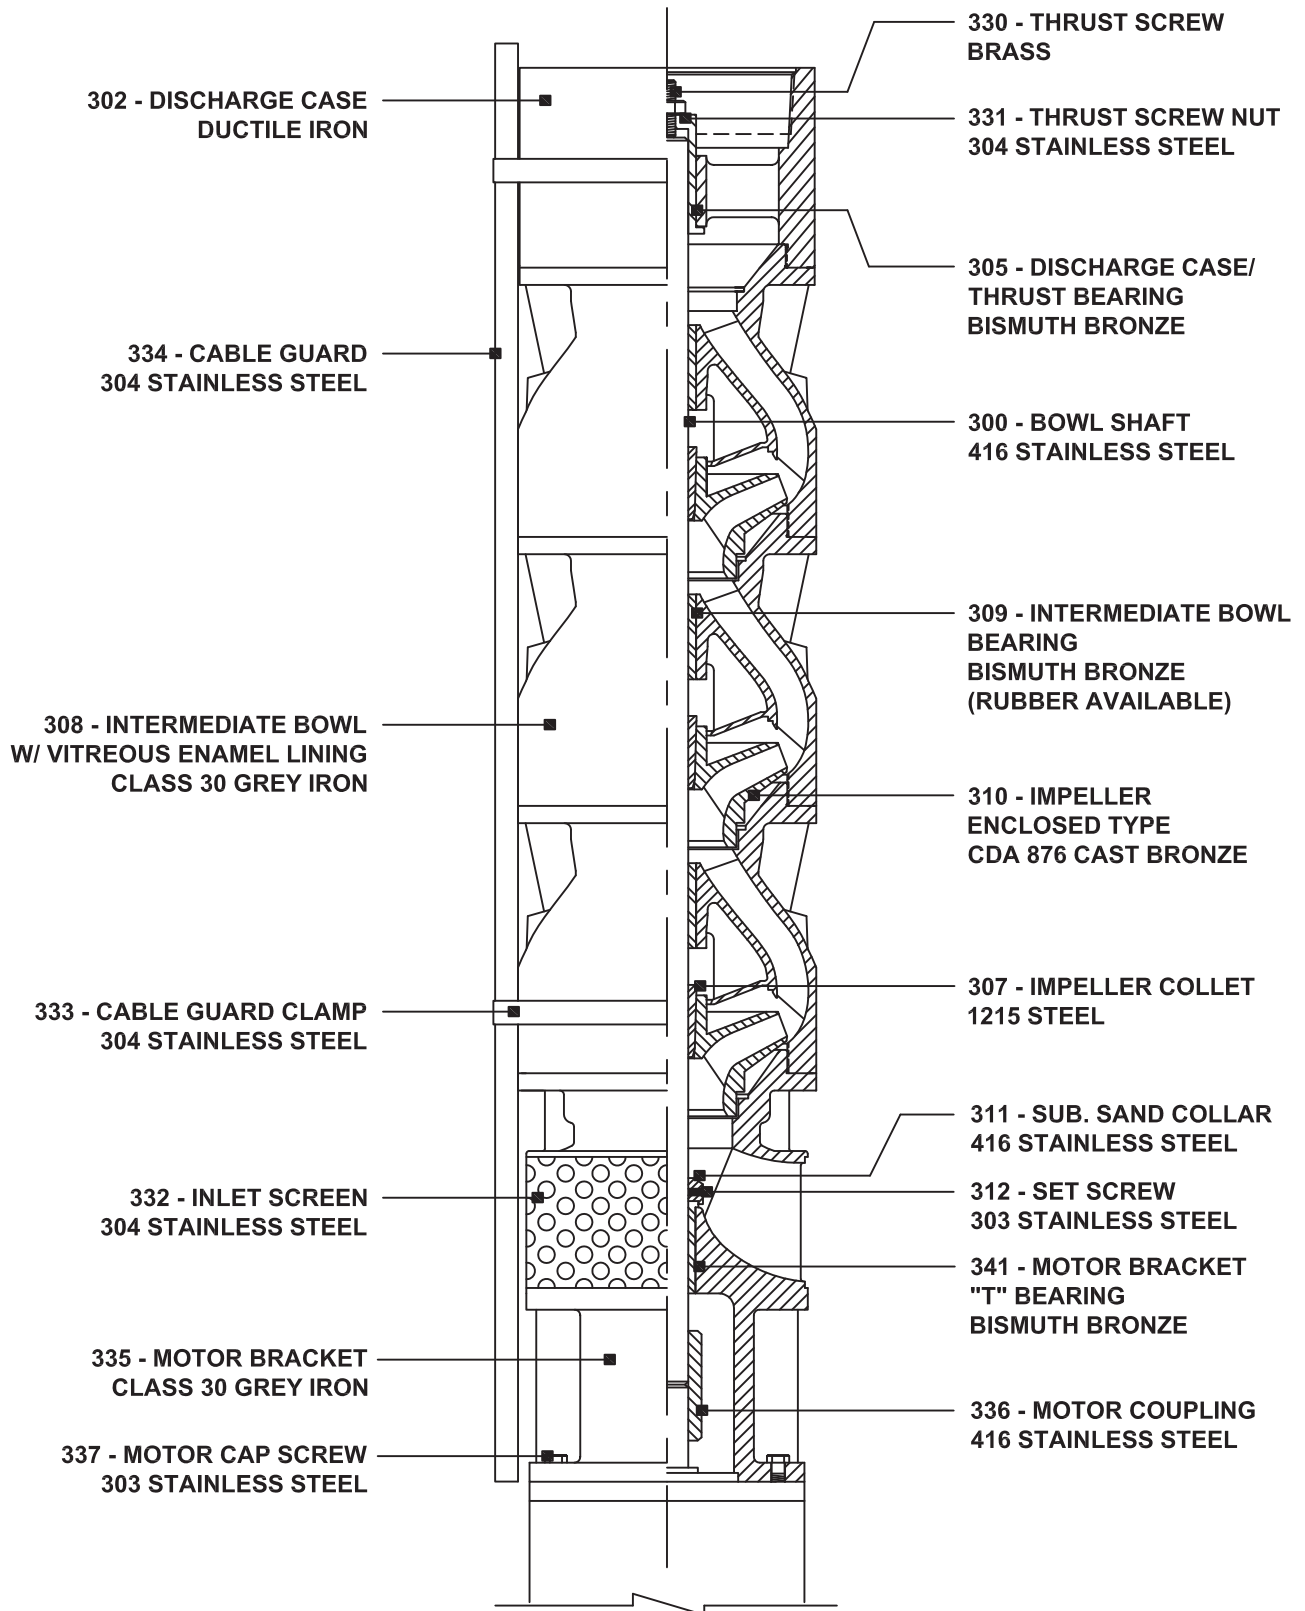 302 - DISCHARGE CASE
DUCTILE IRON
334 - CABLE GUARD
304 STAINLESS STEEL
308 - INTERMEDIATE BOWL
W/ VITREOUS ENAMEL LINING
CLASS 30 GREY IRON
333 - CABLE GUARD CLAMP
304 STAINLESS STEEL
332 - INLET SCREEN
304 STAINLESS STEEL
335 - MOTOR BRACKET
CLASS 30 GREY IRON
337 - MOTOR CAP SCREW
303 STAINLESS STEEL
330 - THRUST SCREW
BRASS
331 - THRUST SCREW NUT
304 STAINLESS STEEL
305 - DISCHARGE CASE/
THRUST BEARING
BISMUTH BRONZE
300 - BOWL SHAFT
416 STAINLESS STEEL
309 - INTERMEDIATE BOWL
BEARING
BISMUTH BRONZE
(RUBBER AVAILABLE)
310 - IMPELLER
ENCLOSED TYPE
CDA 876 CAST BRONZE
307 - IMPELLER COLLET
1215 STEEL
311 - SUB. SAND COLLAR
416 STAINLESS STEEL
312 - SET SCREW
303 STAINLESS STEEL
341 - MOTOR BRACKET
"T" BEARING
BISMUTH BRONZE
336 - MOTOR COUPLING
416 STAINLESS STEEL